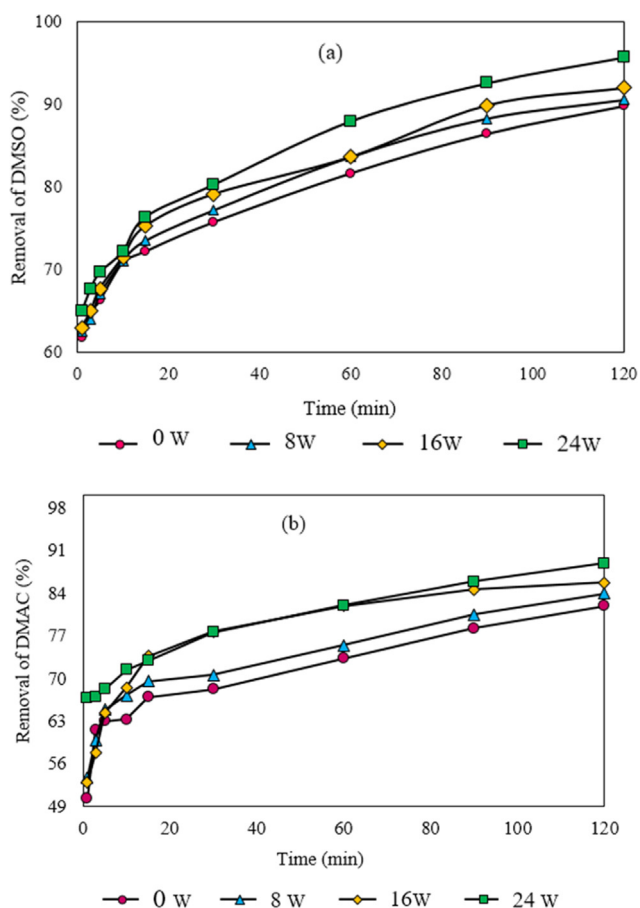 100
(a)
90
80
70
60
Removal of DMSO (%)
0 20 40 60 80 100 120
Time (min)
0 W 8W 16W 24W
98
(b)
91
84
77
70
63
56
49
Removal of DMAC (%)
0 20 40 60 80 100 120
Time (min)
0 W 8 W 16W 24 W